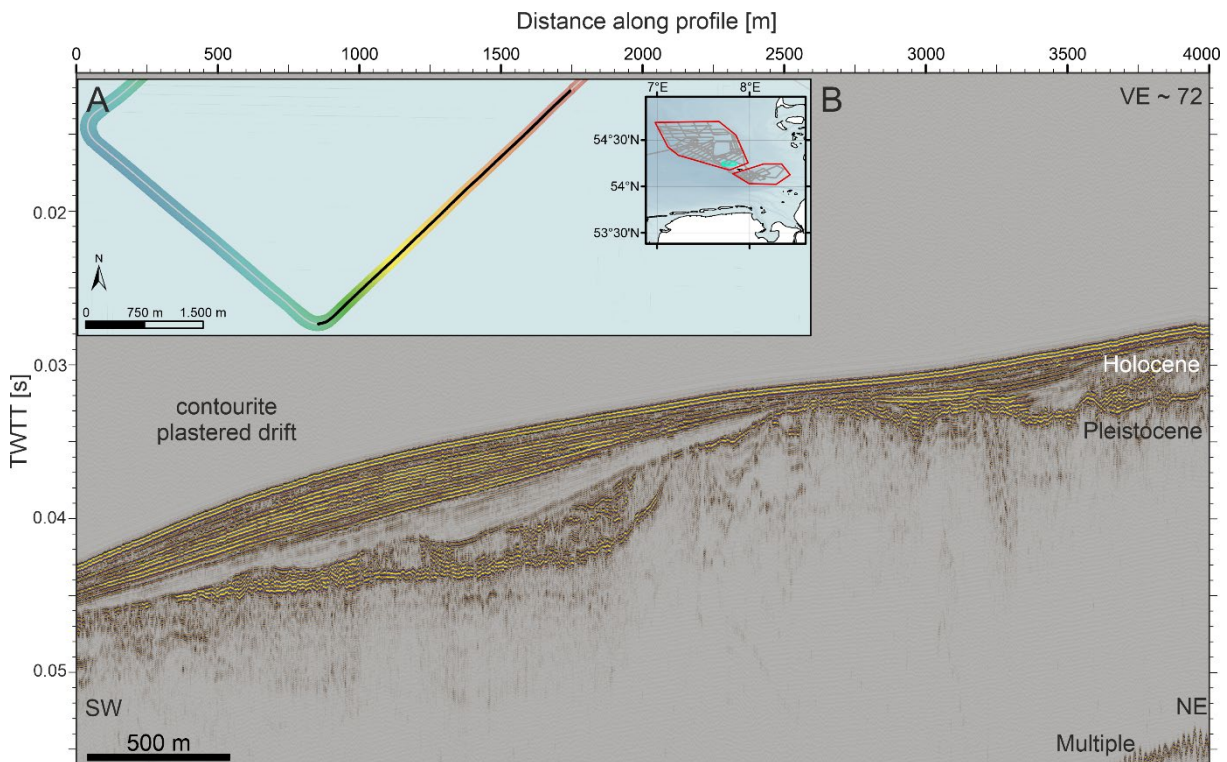 Distance along profile [m]
0 500 1000 1500 2000 2500 3000 3500 4000
A
B
VE ~ 72
7°E 8°E
54°30'N
54°N
53°30'N
N
0 750 m 1.500 m
0.02
0.03
0.04
0.05
TWTT [s]
contourite
plastered drift
Holocene
Pleistocene
SW
NE
500 m
Multiple